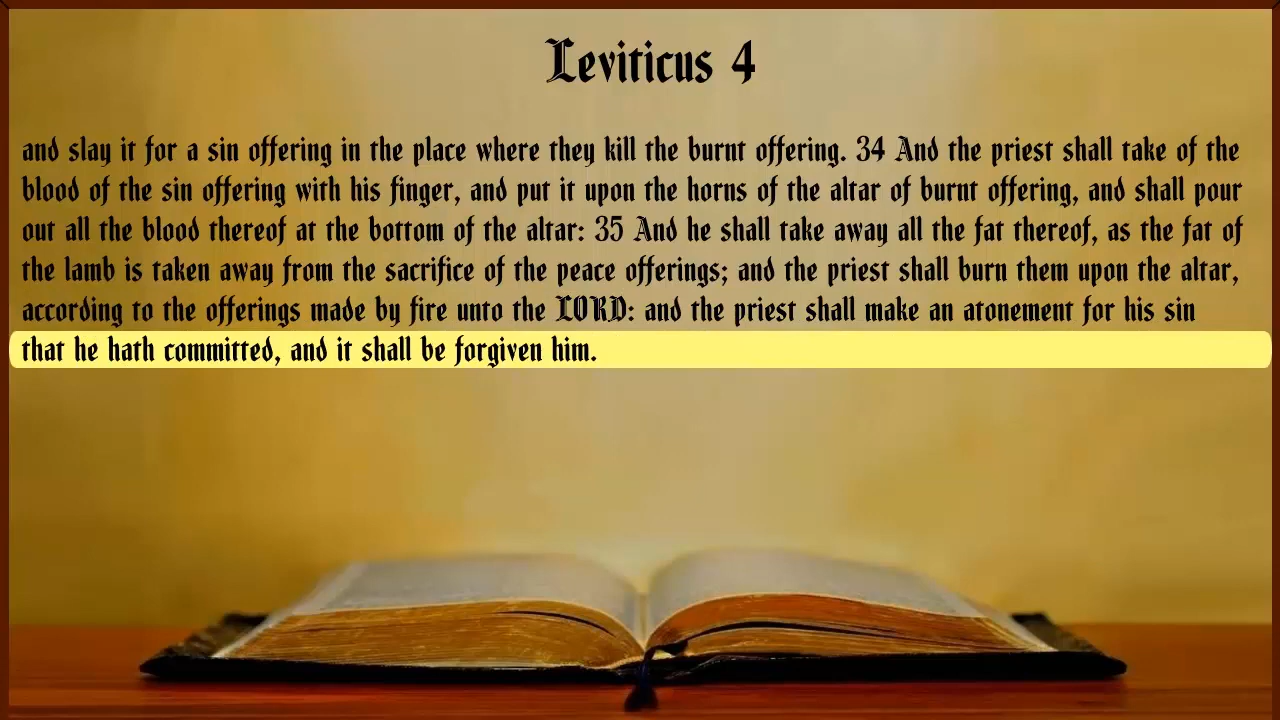 Leviticus 4
and slay it for a sin offering in the place where they kill the burnt offering. 34 And the priest shall take of the
blood of the sin offering with his finger, and put it upon the horns of the altar of burnt offering, and shall pour
out all the blood thereof at the bottom of the altar: 35 And he shall take away all the fat thereof, as the fat of
the lamb is taken away from the sacrifice of the peace offerings; and the priest shall burn them upon the altar,
according to the offerings made by fire unto the LORD: and the priest shall make an atonement for his sin
that he hath committed, and it shall be forgiven him.